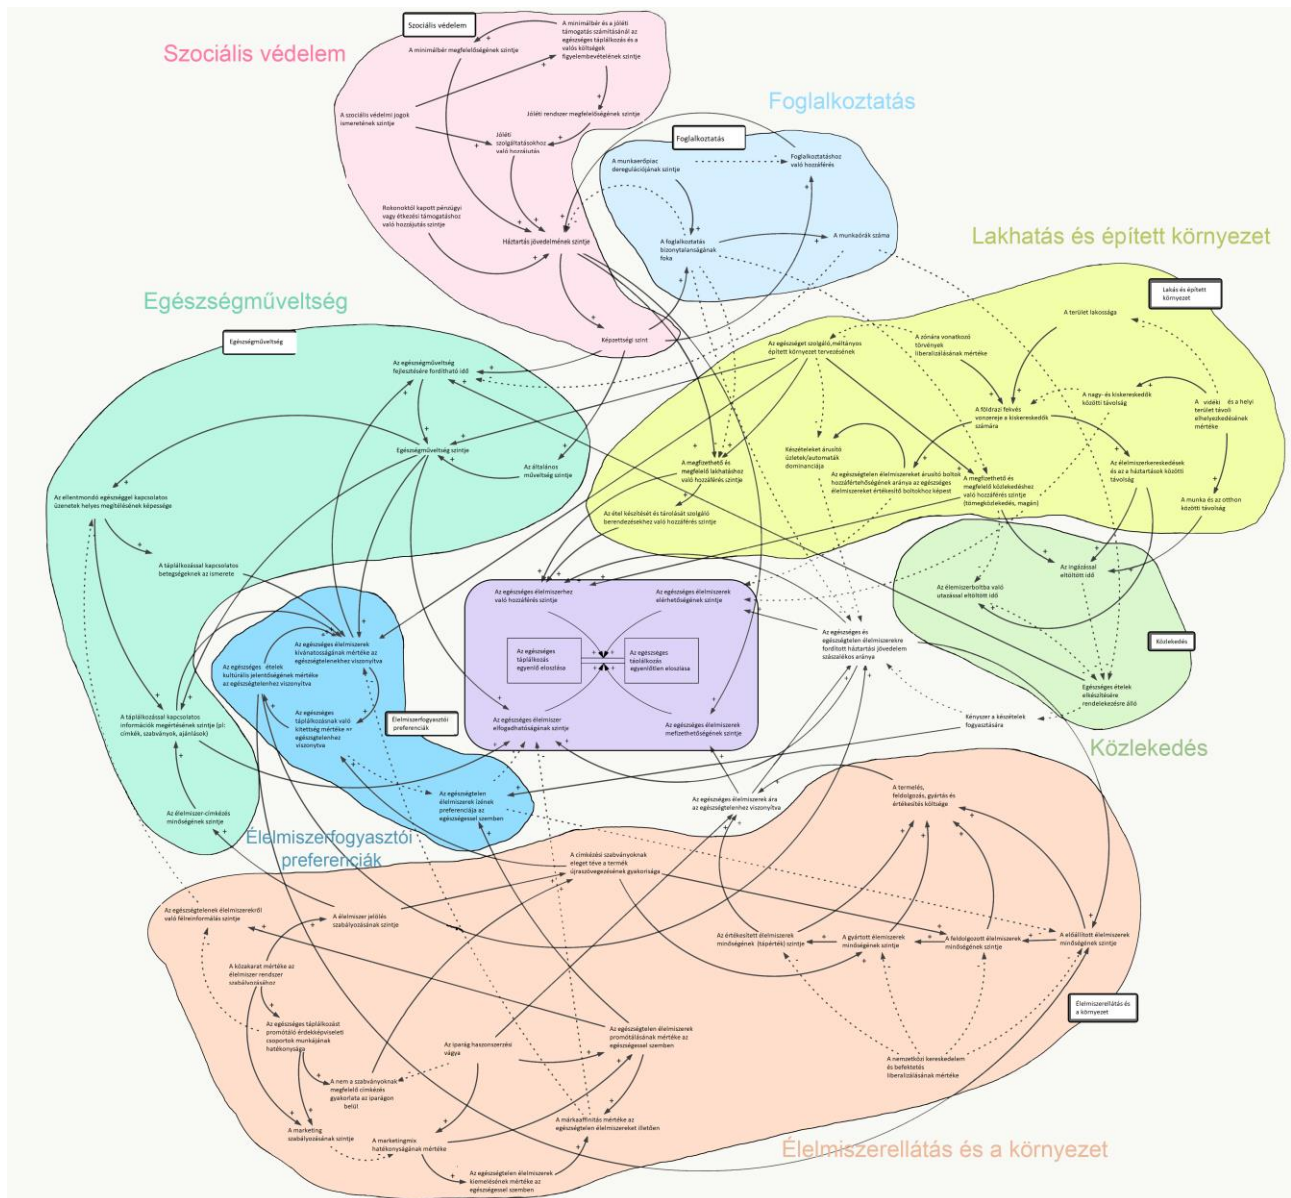 Szociális védelem
Szociális védelem
A minimálbér és a jóléti
támogatás számításánál az
egészséges táplálkozás és a
valós költségek
figyelembevételének szintje
A minimálbér megfelelőségének szintje
A szociális védelmi jogok
ismeretének szintje
Jóléti rendszer megfelelőségének szintje
Jóléti
szolgáltatásokhoz
való hozzájutás
Rokonoktól kapott pénzügyi
vagy étkezési támogatáshoz
való hozzájutás szintje
Háztartás jövedelmének szintje
Képzettségi szint
Foglalkoztatás
Foglalkoztatás
A munkaerőpiac
deregulációjának szintje
Foglalkoztatáshoz
való hozzáférés
A foglalkoztatás
bizonytalanságának
foka
A munkaórák száma
Lakhatás és épített környezet
Lakás és épített
környezet
A terület lakossága
Az egészséget szolgáló,méltányos
épített környezet tervezésének
A zónára vonatkozó
törvények
liberalizálásának mértéke
A nagy- és kiskereskedők
közötti távolság
A vidéki és a helyi
terület távoli
elhelyezkedésének
mértéke
A földrazi fekvés
vonzereje a kiskereskedők
számára
Készételeket árusító
üzletek/automaták
dominanciája
A megfizethető és
megfelelő lakhatáshoz
való hozzáférés szintje
Az egészségtelen élelmiszereket árusító boltok
hozzáférhetőségének aránya az egészséges
élelmiszereket értékesítő boltokhoz képest
A megfizethető és
megfelelő közlekedéshez
való hozzáférés szintje
(tömegközlekedés, magán)
Az élelmiszerkereskedések
és az a háztartások közötti
távolság
A munka és az otthon
közötti távolság
Az étel készítését és tárolását szolgáló
berendezésekhez való hozzáférés szintje
Egészségműveltség
Egészségműveltség
Az egészségműveltség
fejlesztésére fordítható idő
Egészségműveltség szintje
Az általános
műveltség szintje
Az ellentmondó egészséggel kapcsolatos
üzenetek helyes megítélésének képessége
A táplálkozással kapcsolatos
betegségeknek az ismerete
A táplálkozással kapcsolatos
információk megértésének szintje (pl:
címkék, szabványok, ajánlások)
Az élelmiszer-címkézés
minőségének szintje
Az egészséges élelmiszerek
kívánatosságának mértéke az
egészségtelenekhez viszonyítva
Az egészséges ételek
kultúrális jelentőségének mértéke
az egészségtelenhez viszonyítva
Az egészséges
táplálkozásnak való
kitettség mértéke
egészségtelenhez
viszonyítva
Élelmiszerfogyasztói
preferenciák
Az egészségtelen
élelmiszerek ízének
preferenciája az
egészségessel szemben
Élelmiszerfogyasztói
preferenciák
Az egészséges élelmiszerhez
való hozzáférés szintje
Az egészséges élelmiszerek
elérhetőségének szintje
Az egészséges
táplálkozás
egyenlő eloszlása
Az egészséges
táplálkozás
egyenlőtlen eloszlása
Az egészséges élelmiszer
elfogadhatóságának szintje
Az egészséges élelmiszerek
mefizethetőségének szintje
Az egészséges és
egészségtelen élelmiszerekre
fordított háztartási jövedelem
százalékos aránya
Az ingázással
eltöltött idő
Az élemiszerboltba való
utazással eltöltött idő
Közlekedés
Egészséges ételek
elkészítésére
rendelekezésre álló
Kényszer a készételek
fogyasztására
Közlekedés
Az egészséges élelmiszerek ára
az egészségtelenhez viszonyítva
A termelés,
feldolgozás, gyártás és
értékesítés költsége
A címkézési szabványoknak
eleget téve a termék
újraszövegezésének gyakorisága
Az egészségtelenek élelmiszerekről
való félreinformálás szintje
A élelmiszer jelölés
szabályozásának szintje
Az értékesített élelmiszerek
minőségének (tápérték) szintje
A gyártott élemiszerek
minőségének szintje
A feldolgozott élelmiszerek
minőségének szintje
A előállított élelmiszerek
minőségének szintje
A közakarat mértéke az
élelmiszer rendszer
szabályozásához
Az egészséges táplálkozást
promótáló érdekképviseleti
csoportok munkájának
hatékonysága
Az iparág haszonszerzési
vágya
Az egészségtelen élelmiszerek
promótálásának mértéke az
egészségessel szemben
Élelmiszerellátás és
a környezet
A nemzetközi kereskedelem
és befektetés
liberalizálásának mértéke
A nem a szabványoknak
megfelelő címkézés
gyakorlata az iparágon
belül
A marketing
szabályozásának szintje
A marketingmix
hatékonyságának mértéke
A márkaaffinitás mértéke az
egészségtelen élelmiszereket illetően
Az egészségtelen élelmiszerek
kiemelésének mértéke az
egészségessel szemben
Élelmiszerellátás és a környezet